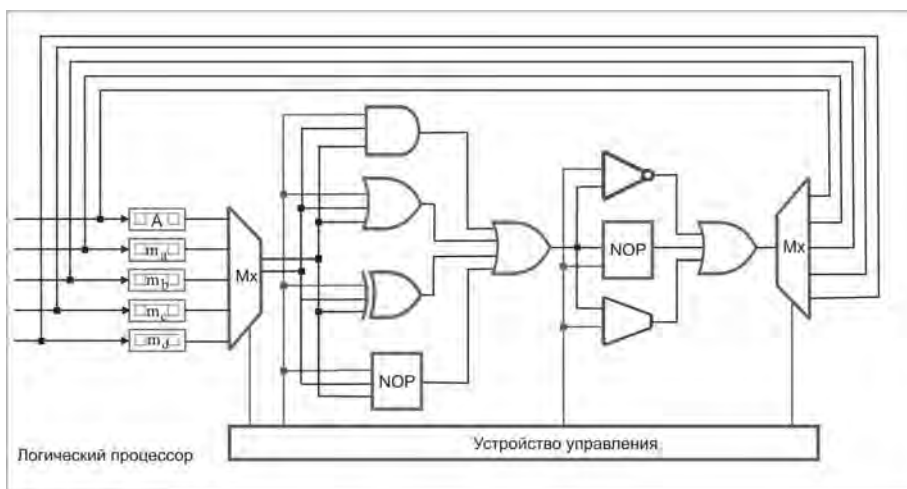 A
m_a
m_b
m_c
m_d
Mx
NOP
NOP
Mx
Устройство управления
Логический процессор